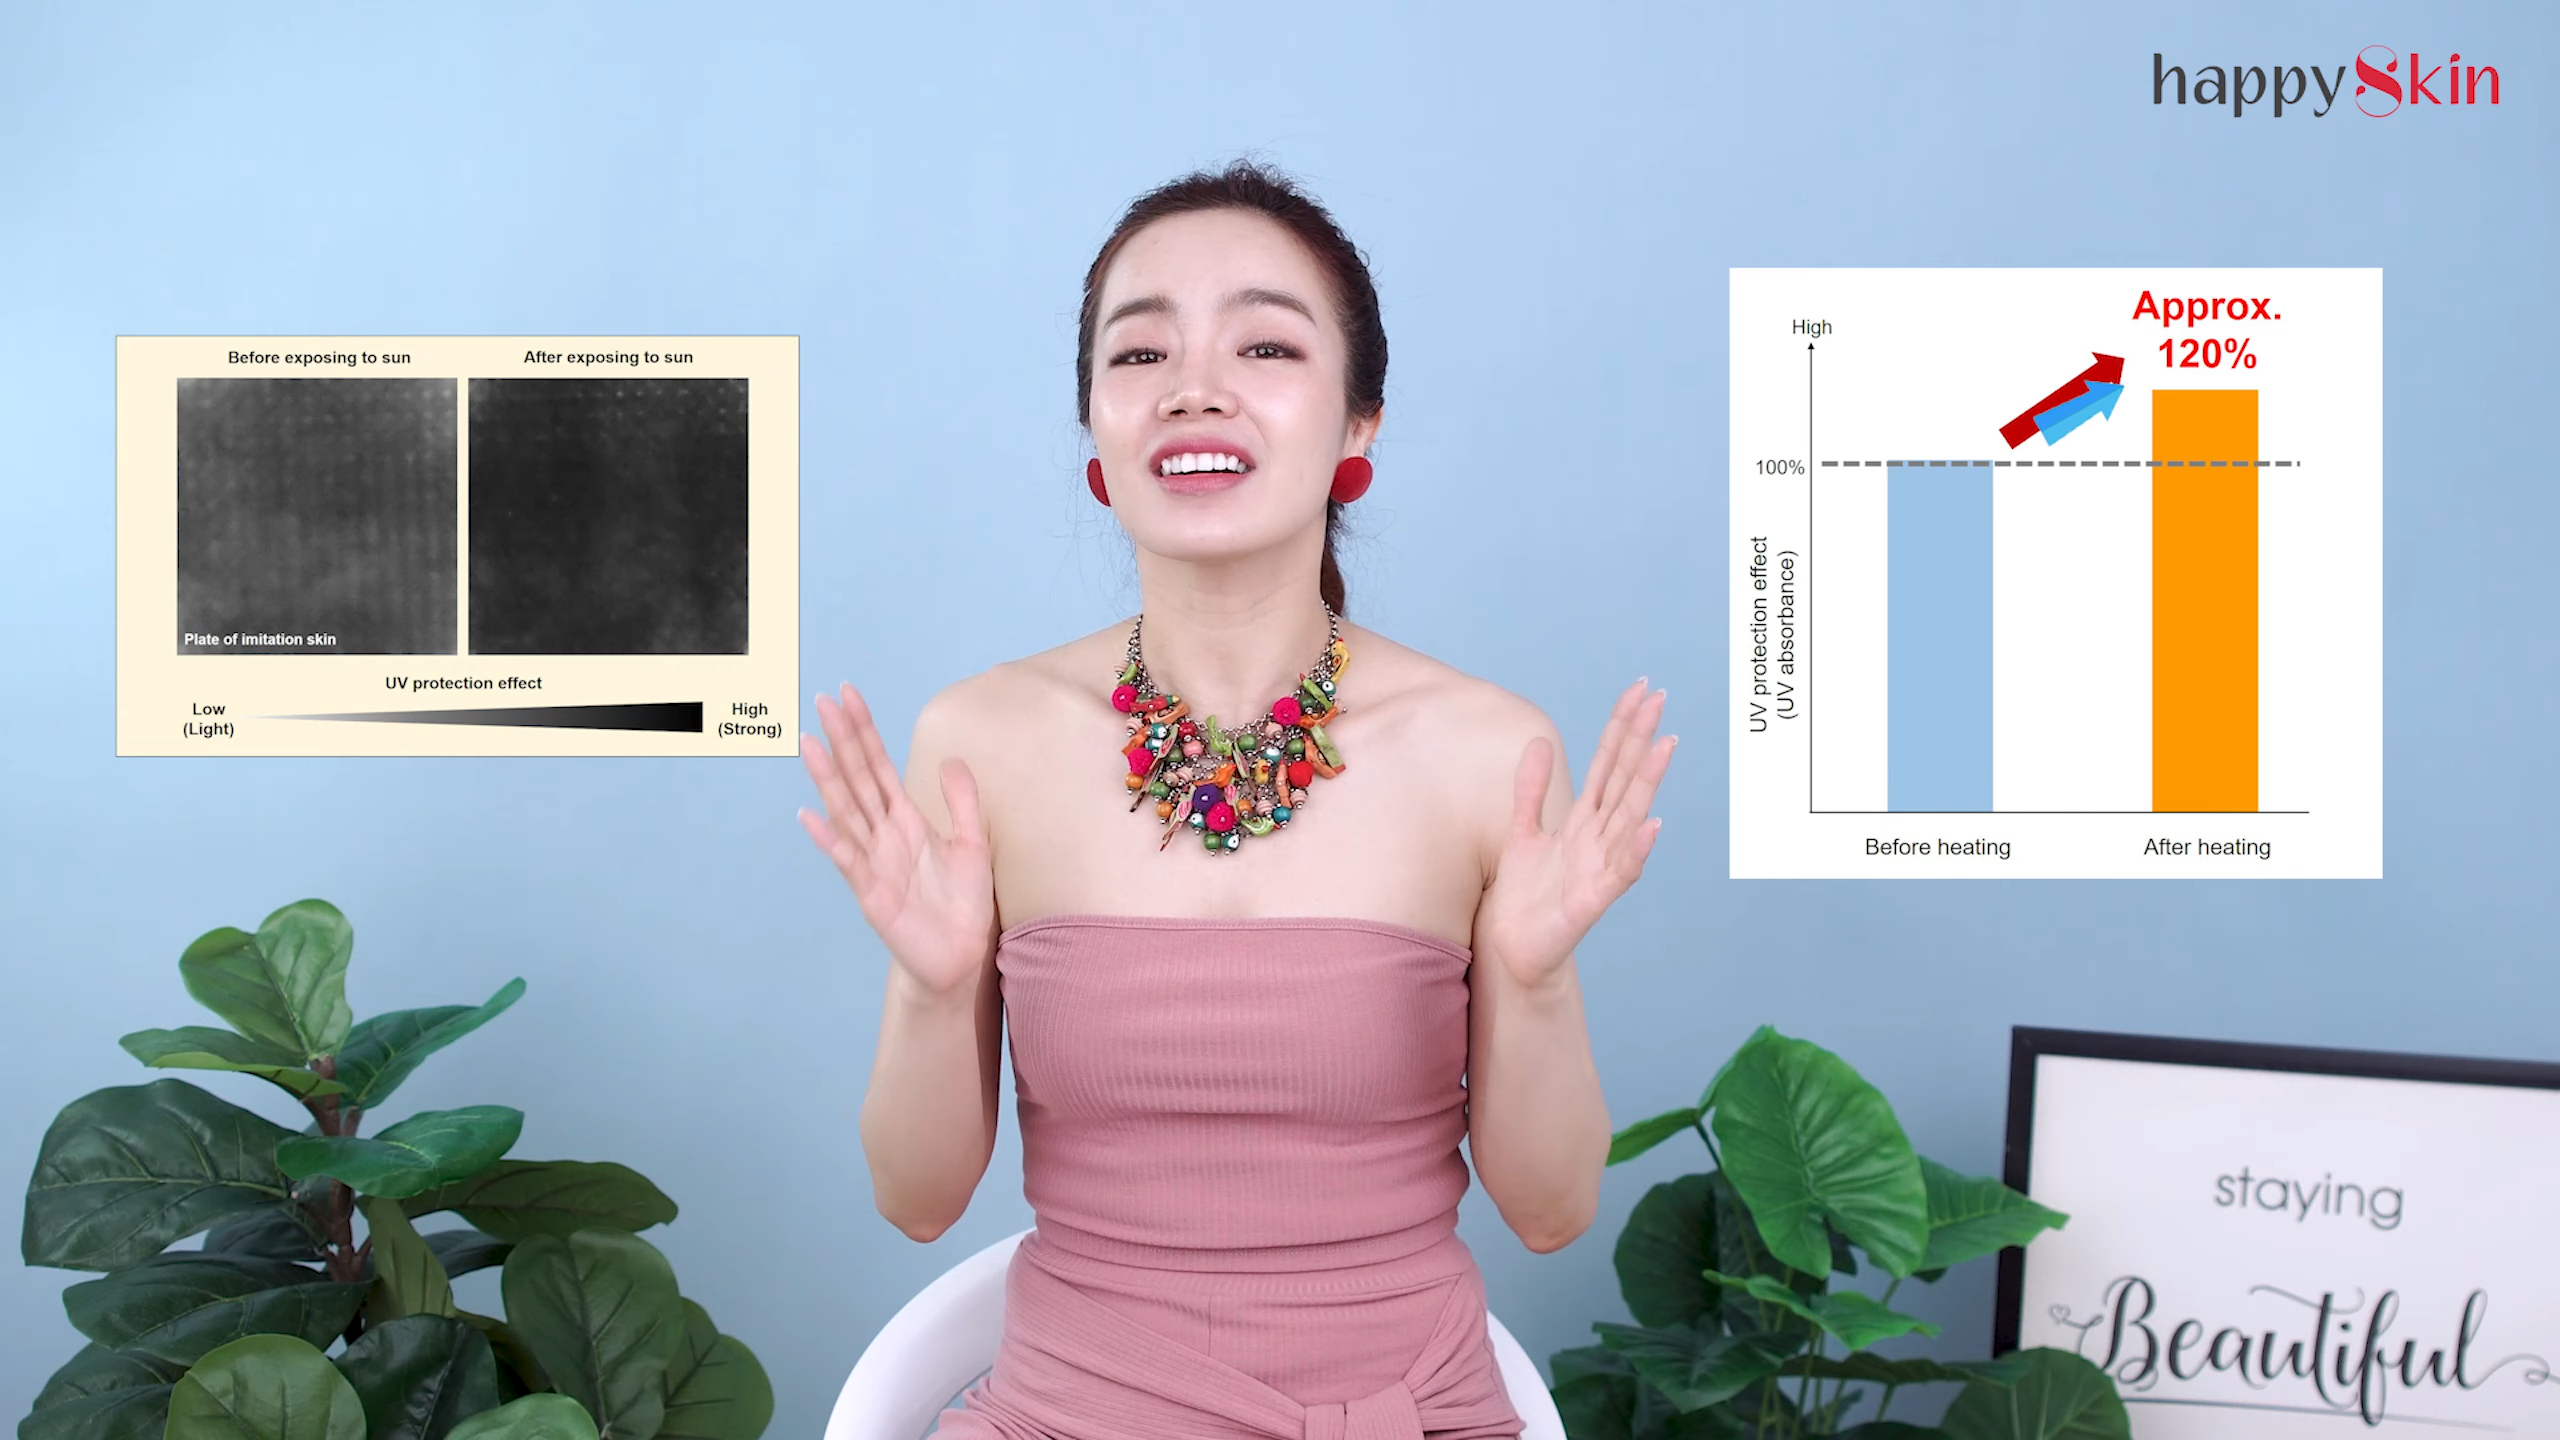 happySkin
Before exposing to sun
After exposing to sun
Plate of imitation skin
UV protection effect
Low
(Light)
High
(Strong)
Approx.
120%
High
100%
UV protection effect
(UV absorbance)
Before heating
After heating
staying
Beautiful